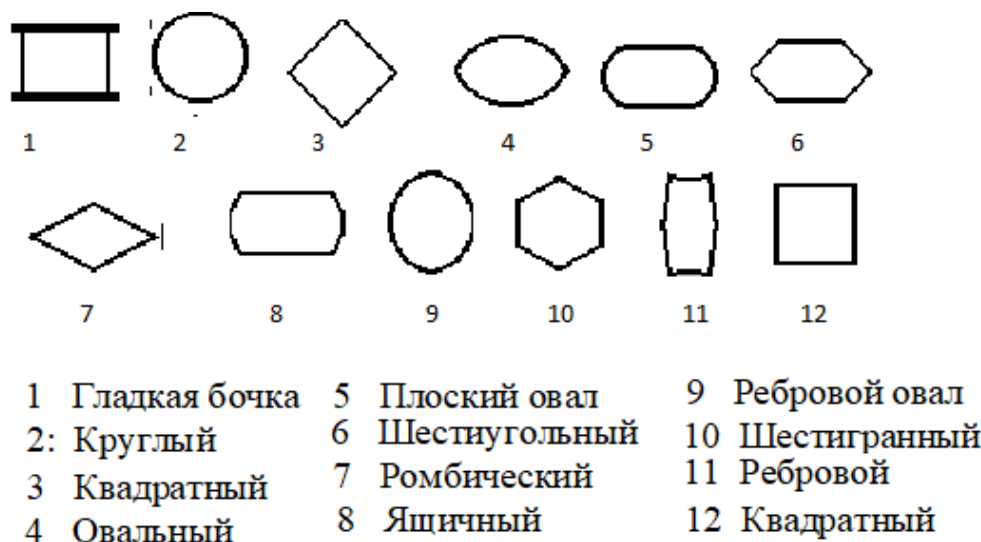 1 2 3 4 5 6
7 8 9 10 11 12
1 Гладкая бочка
2: Круглый
3 Квадратный
4 Овальный
5 Плоский овал
6 Шестиугольный
7 Ромбический
8 Ящичный
9 Ребровой овал
10 Шестигранный
11 Ребровой
12 Квадратный